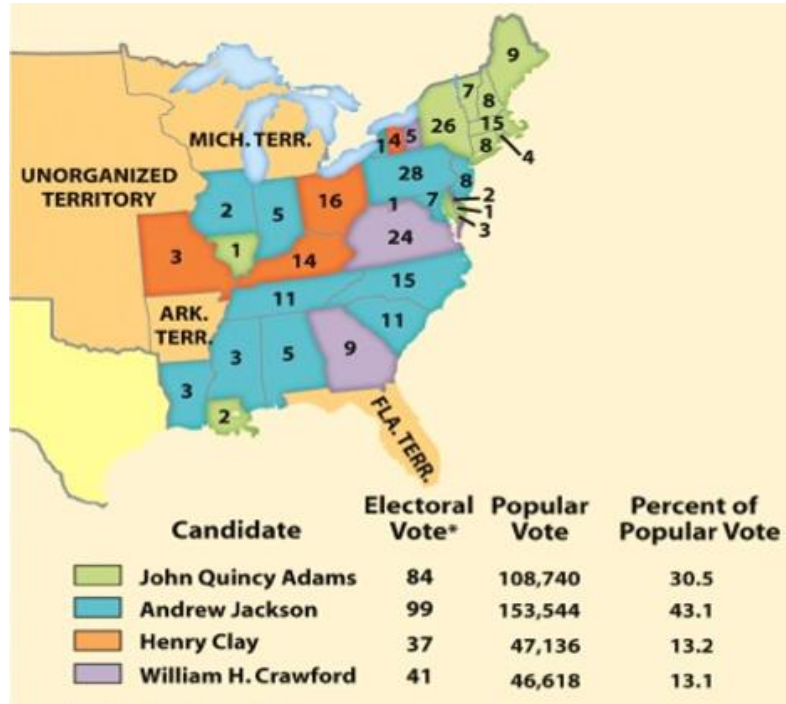 9
7
8
26
15
8
4
1
4
5
MICH. TERR.
28
8
UNORGANIZED
TERRITORY
2
5
16
1
7
2
1
3
24
3
1
14
15
11
ARK.
TERR.
11
3
5
9
3
2
FLA. TERR.
Candidate Electoral Vote* Popular Vote Percent of Popular Vote
John Quincy Adams 84 108,740 30.5
Andrew Jackson 99 153,544 43.1
Henry Clay 37 47,136 13.2
William H. Crawford 41 46,618 13.1